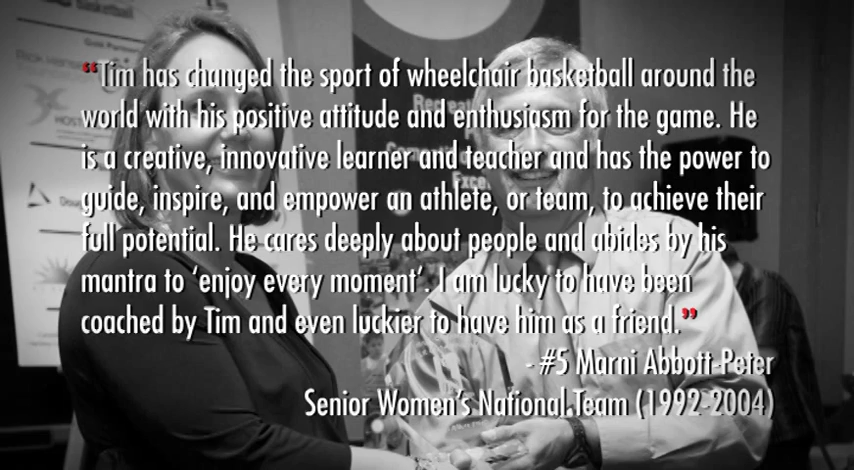 Basketball
Rick Hansen
“Tim has changed the sport of wheelchair basketball around the
world with his positive attitude and enthusiasm for the game. He
is a creative, innovative learner and teacher and has the power to
guide, inspire, and empower an athlete, or team, to achieve their
full potential. He cares deeply about people and abides by his
mantra to ‘enjoy every moment‘. I am lucky to have been
coached by Tim and even luckier to have him as a friend.”
- #5 Marni Abbott-Peter
Senior Women’s National Team (1992-2004)